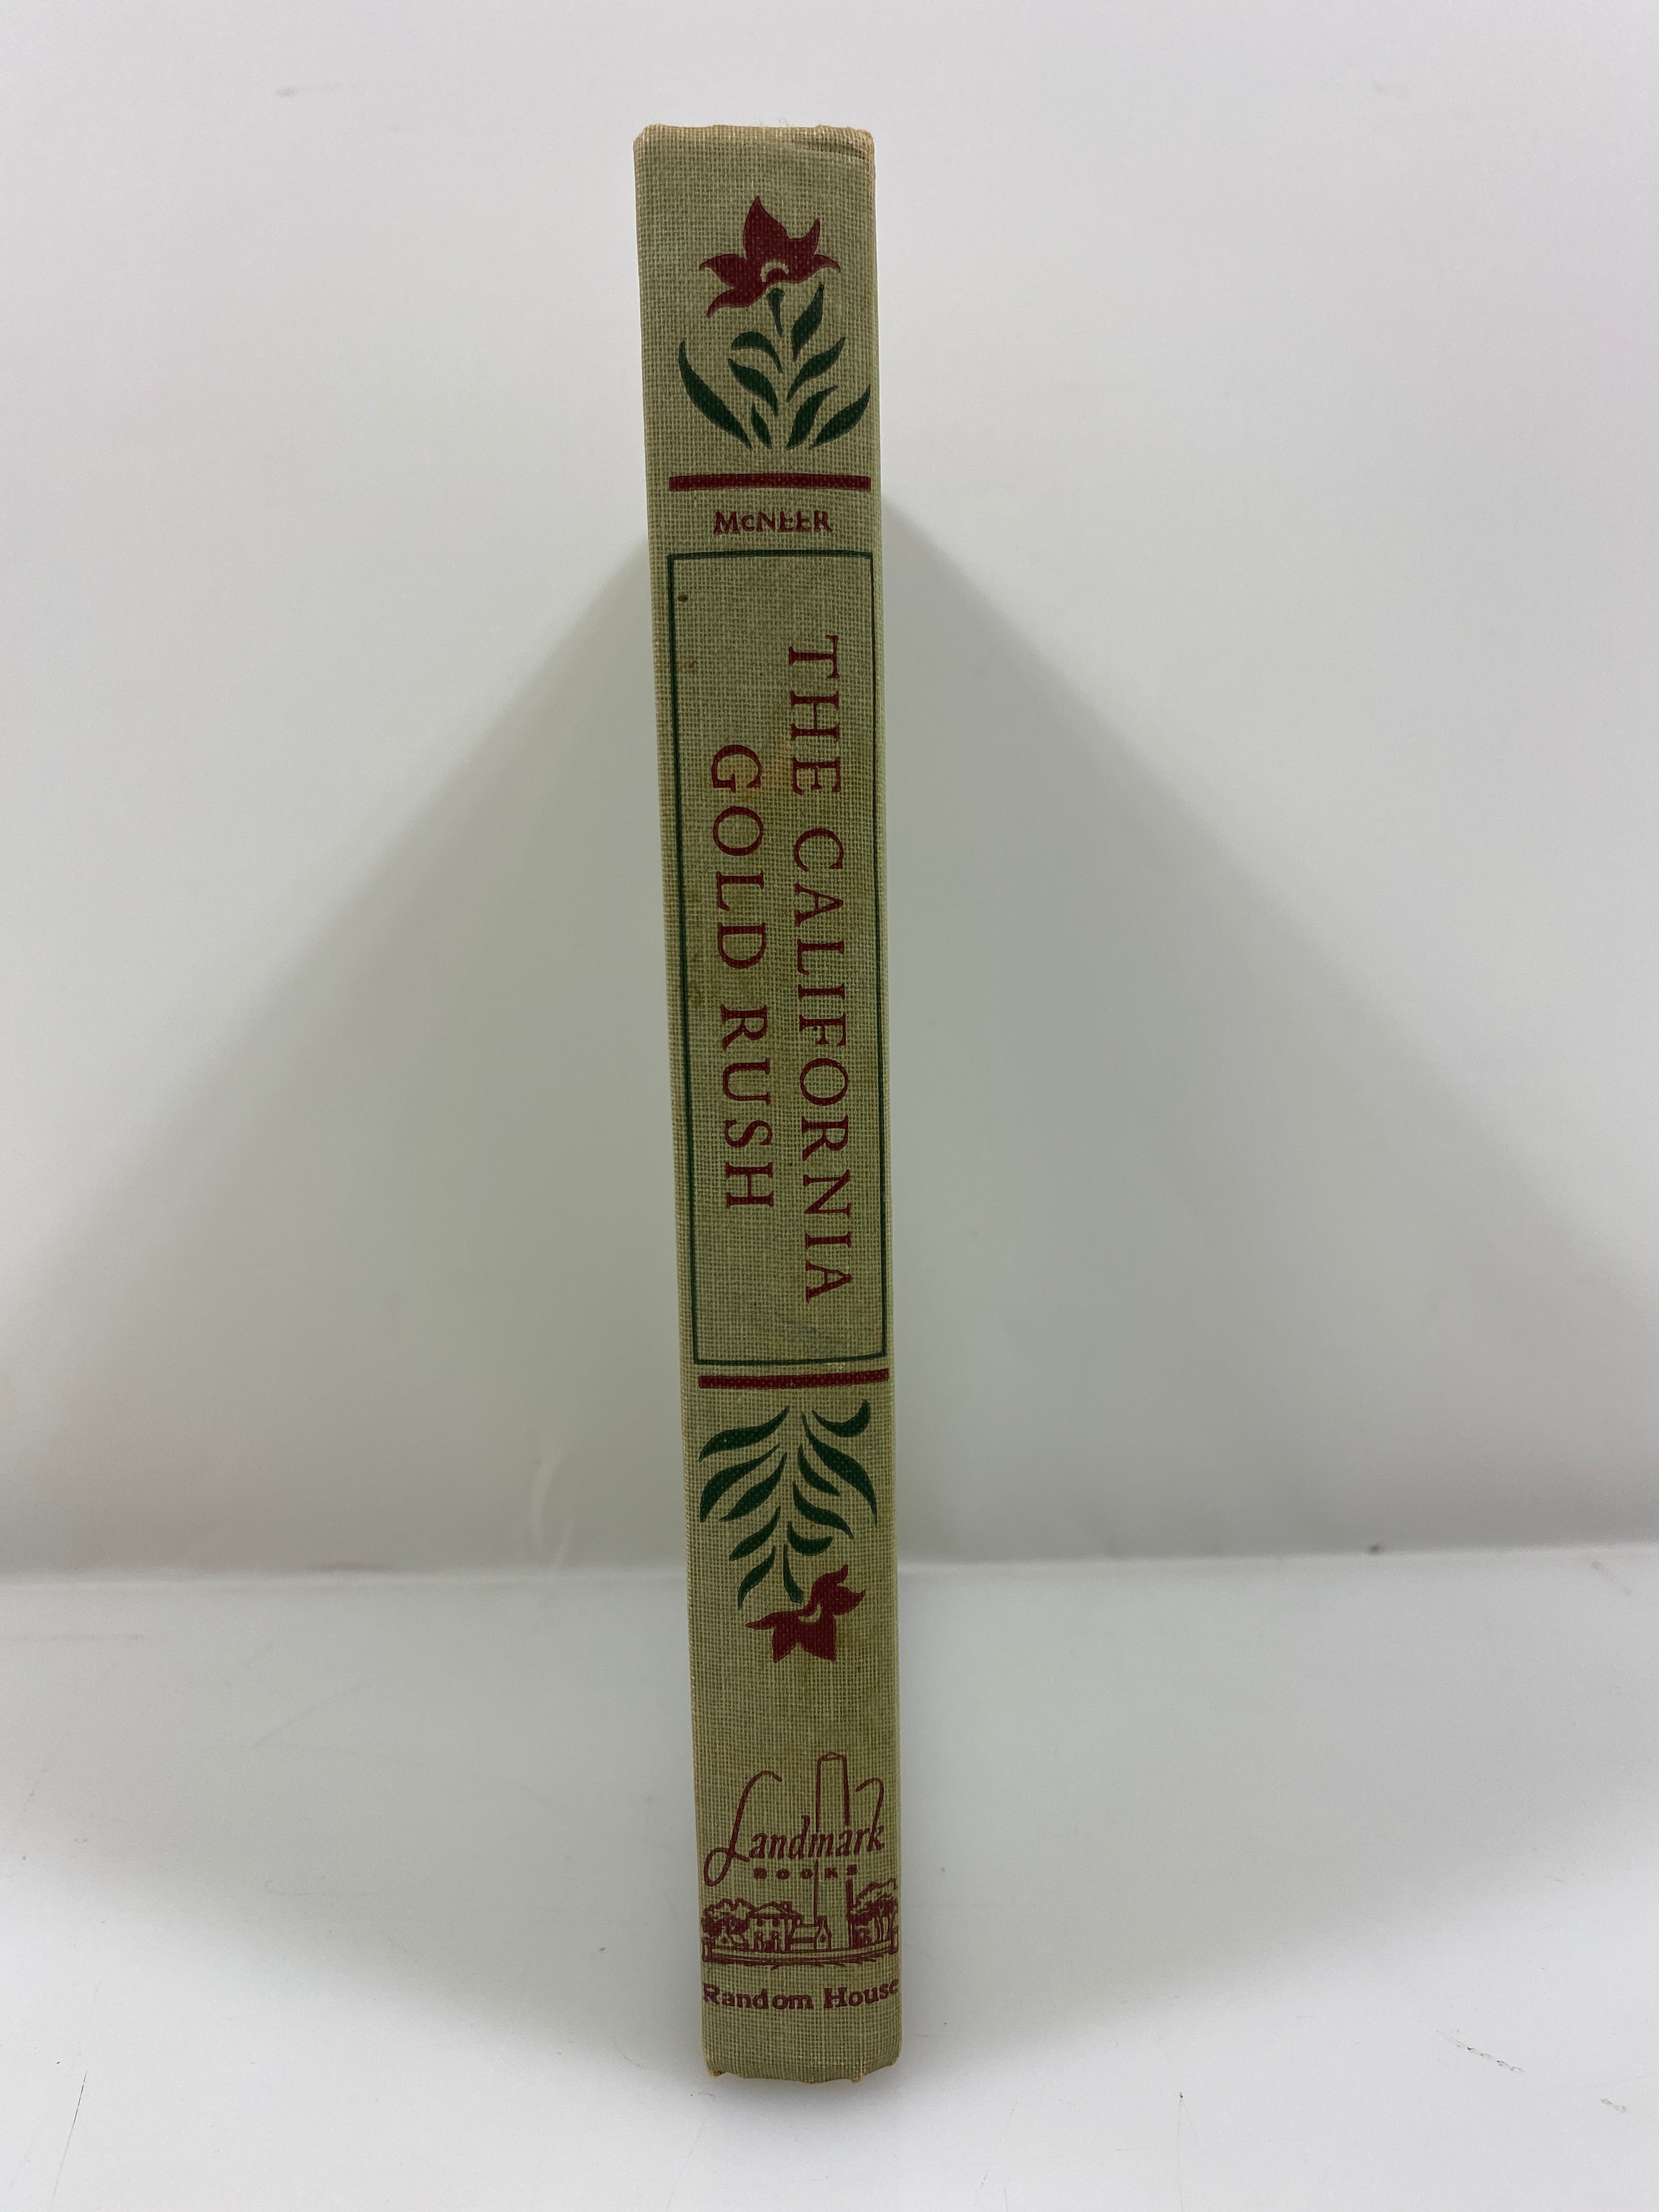 McNEER
THE CALIFORNIA
GOLD RUSH
Landmark
BOOKS
Random House